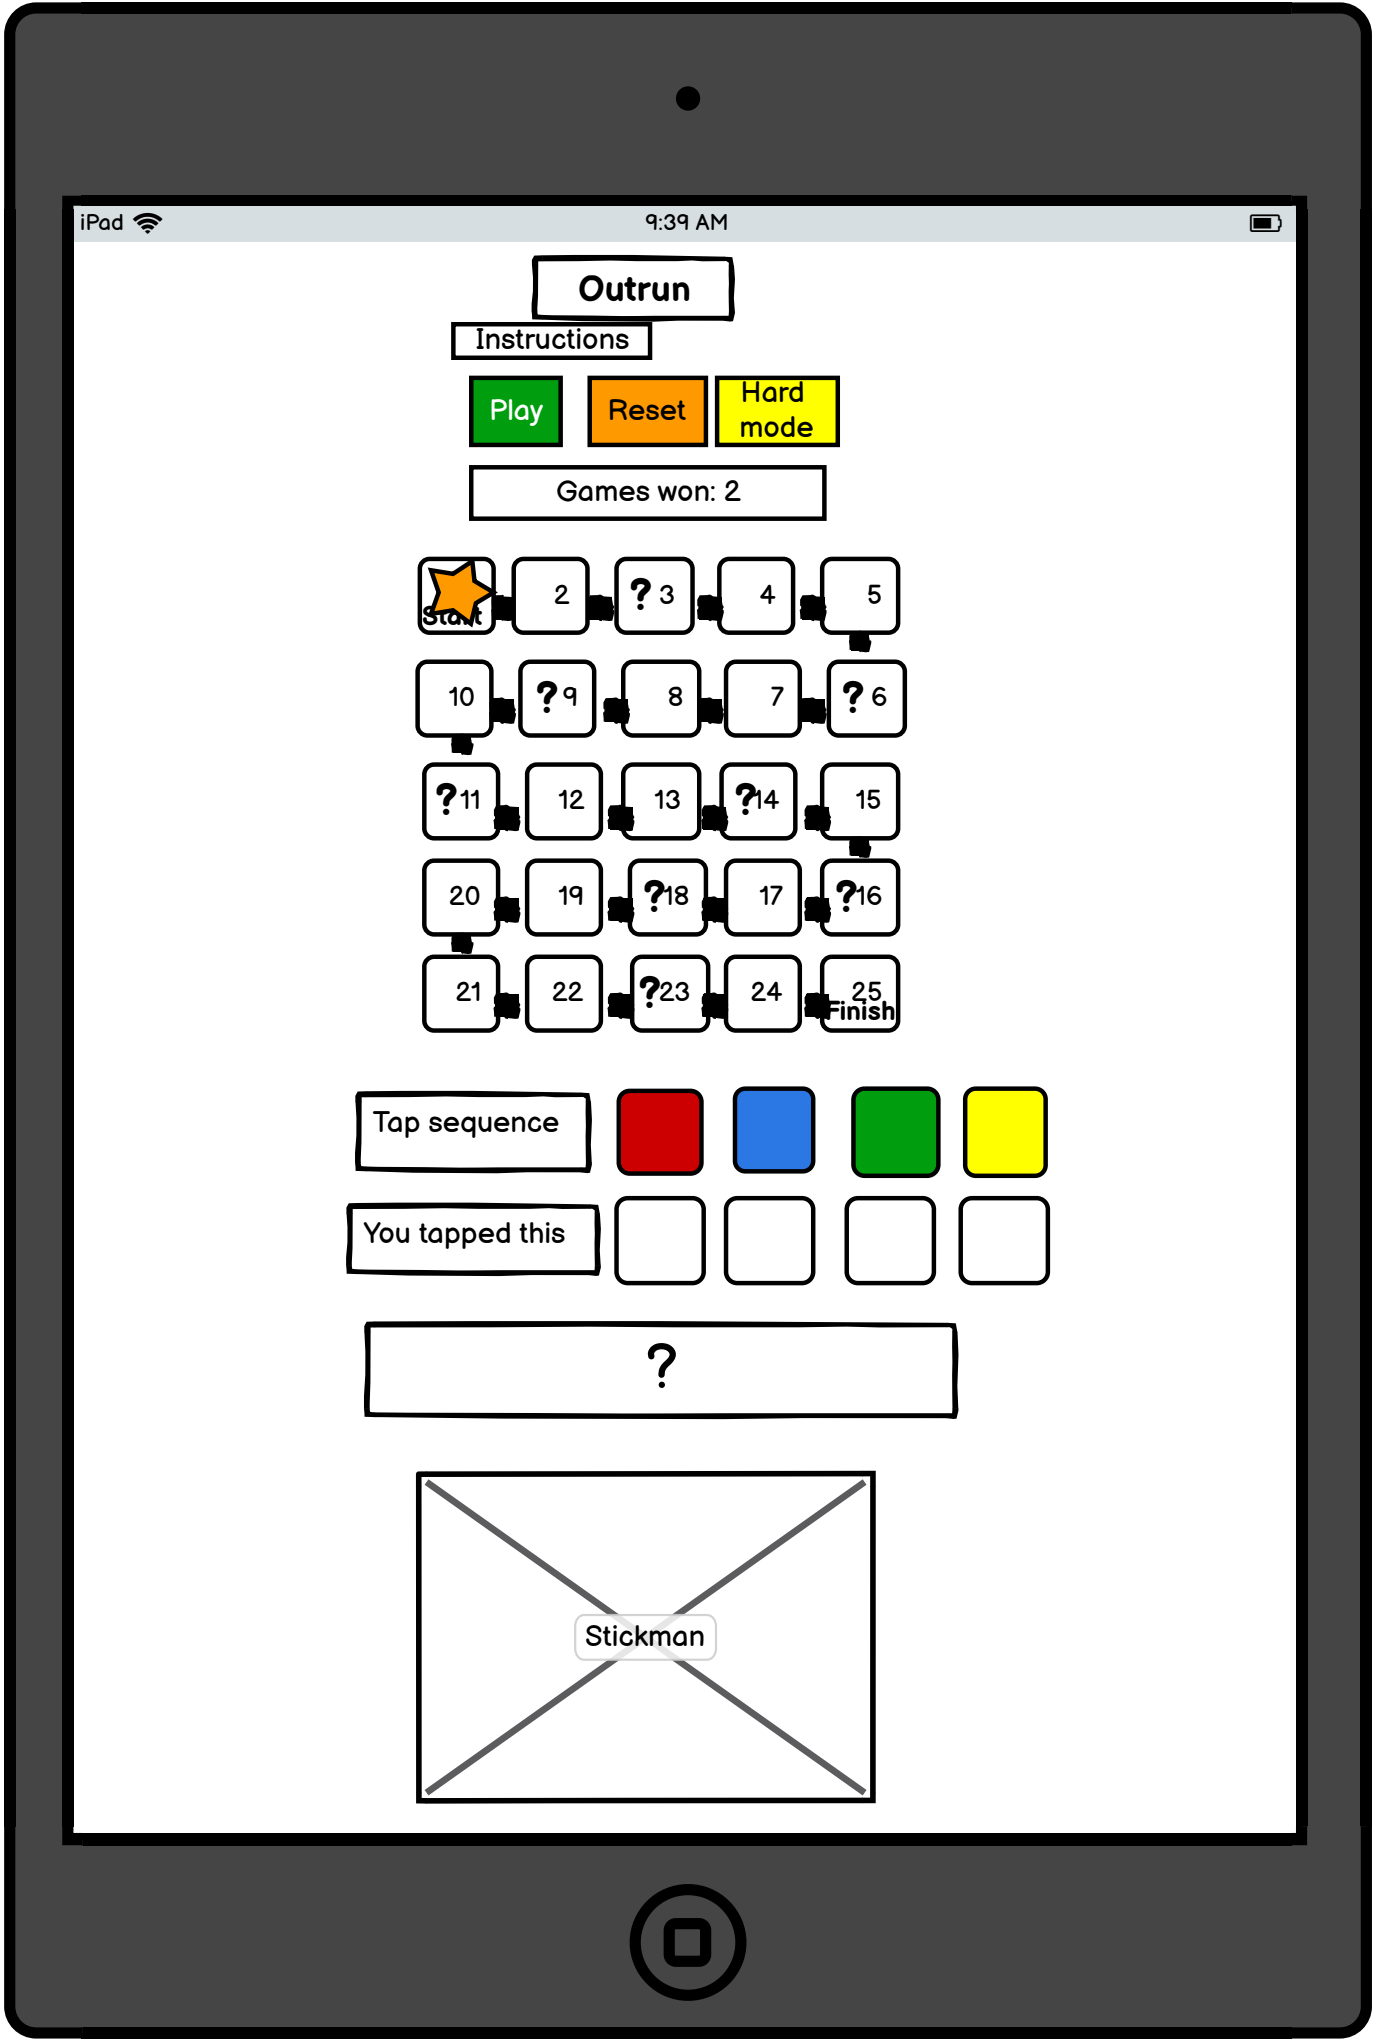 iPad 9:39 AM
Outrun
Instructions
Play Reset Hard
mode
Games won: 2
Start 2 ? 3 4 5
10 ? 9 8 7 ? 6
? 11 12 13 ? 14 15
20 19 ? 18 17 ? 16
21 22 ? 23 24 25
Finish
Tap sequence
You tapped this
?
Stickman